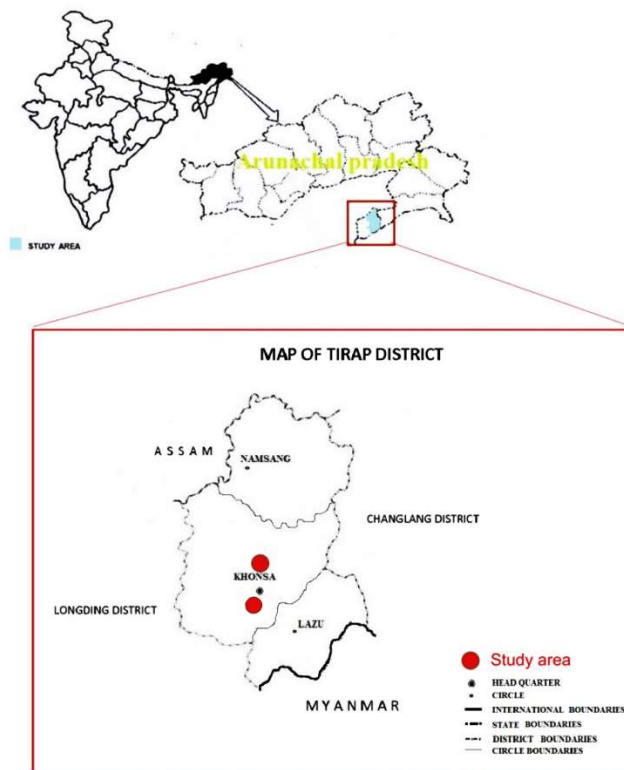 Arunachal pradesh
STUDY AREA
MAP OF TIRAP DISTRICT
ASSAM
NAMSANG
CHANGLANG DISTRICT
KHONSA
LONGDING DISTRICT
LAZU
MYANMAR
Study area
HEAD QUARTER
CIRCLE
INTERNATIONAL BOUNDARIES
STATE BOUNDARIES
DISTRICT BOUNDARIES
CIRCLE BOUNDARIES